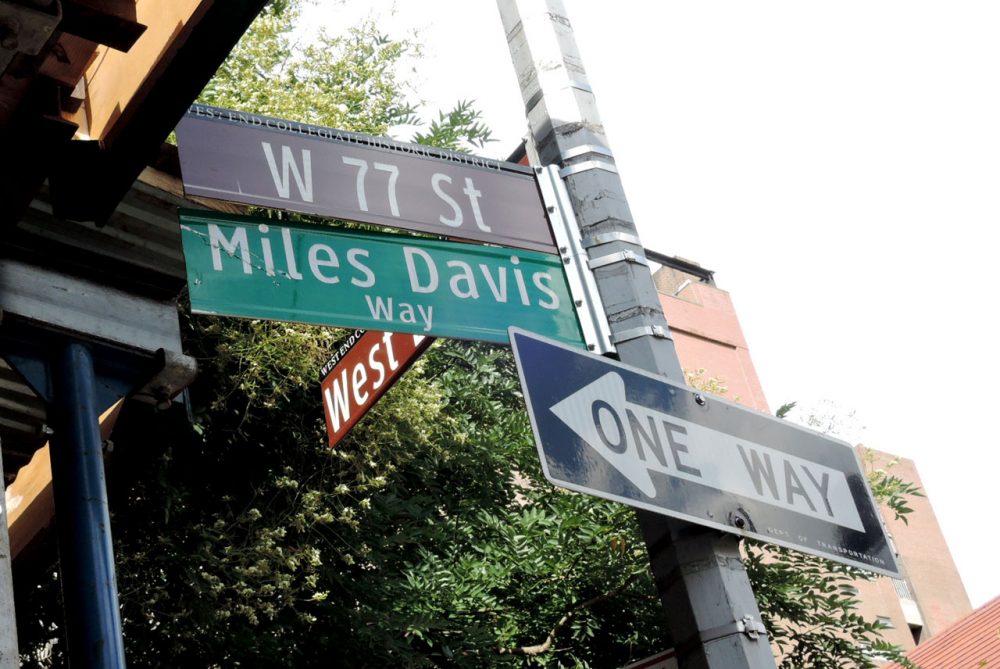 WEST END COLLEGIATE HISTORIC DISTRICT
W 77 St
Miles Davis
Way
WEST END
West
ONE WAY
DEPT OF TRANSPORTATION